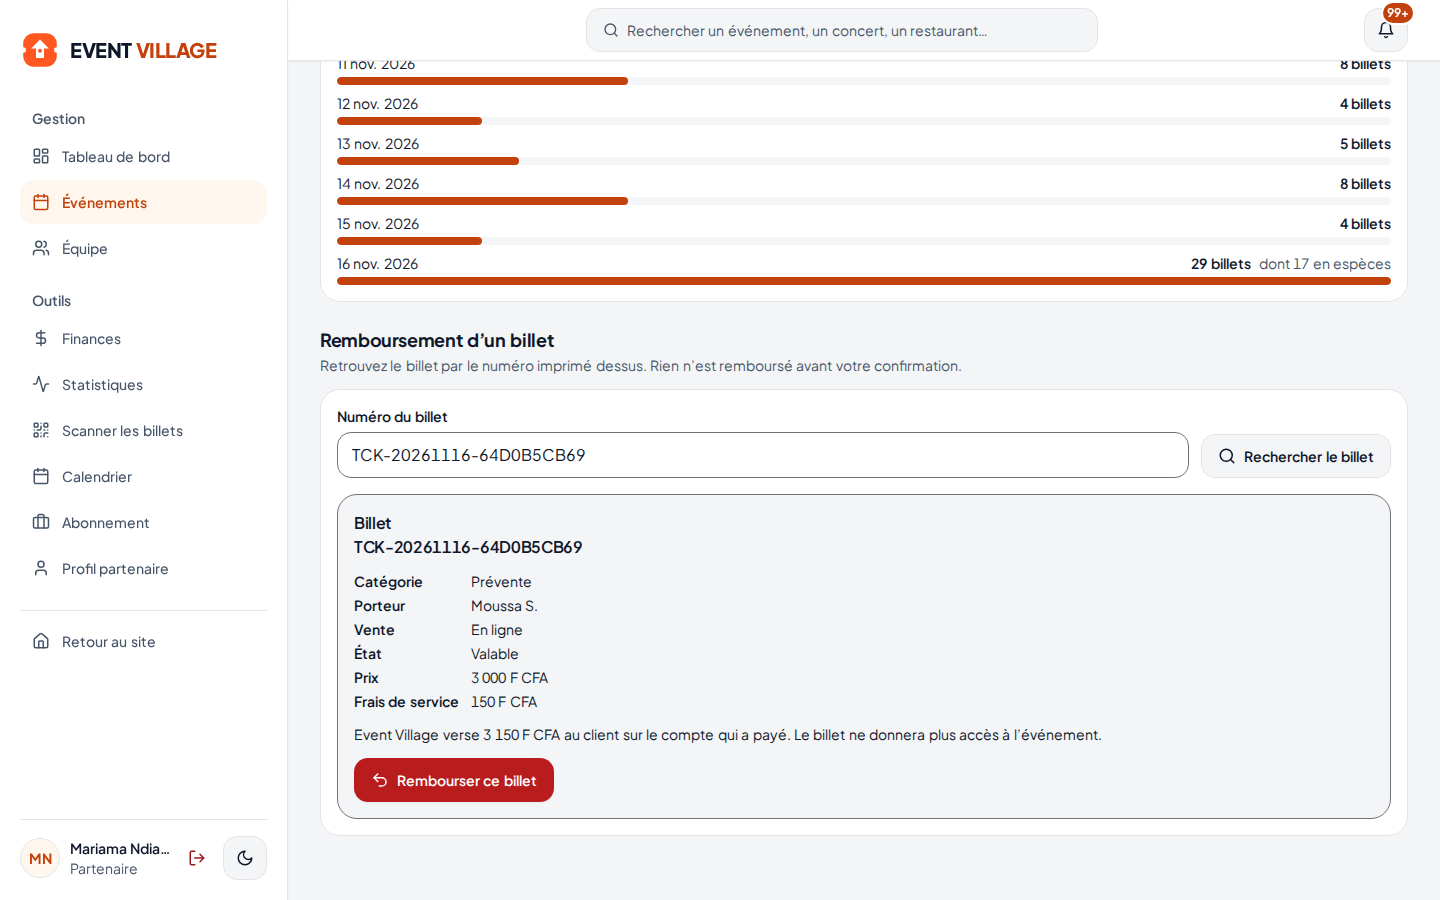 EVENT VILLAGE
Rechercher un événement, un concert, un restaurant…
99+
Gestion
Tableau de bord
Événements
Équipe
Outils
Finances
Statistiques
Scanner les billets
Calendrier
Abonnement
Profil partenaire
Retour au site
MN
Mariama Ndia…
Partenaire
11 nov. 2026 8 billets
12 nov. 2026 4 billets
13 nov. 2026 5 billets
14 nov. 2026 8 billets
15 nov. 2026 4 billets
16 nov. 2026 29 billets dont 17 en espèces
Remboursement d’un billet
Retrouvez le billet par le numéro imprimé dessus. Rien n’est remboursé avant votre confirmation.
Numéro du billet
TCK-20261116-64D0B5CB69 Rechercher le billet
Billet
TCK-20261116-64D0B5CB69
Catégorie Prévente
Porteur Moussa S.
Vente En ligne
État Valable
Prix 3 000 F CFA
Frais de service 150 F CFA
Event Village verse 3 150 F CFA au client sur le compte qui a payé. Le billet ne donnera plus accès à l’événement.
Rembourser ce billet